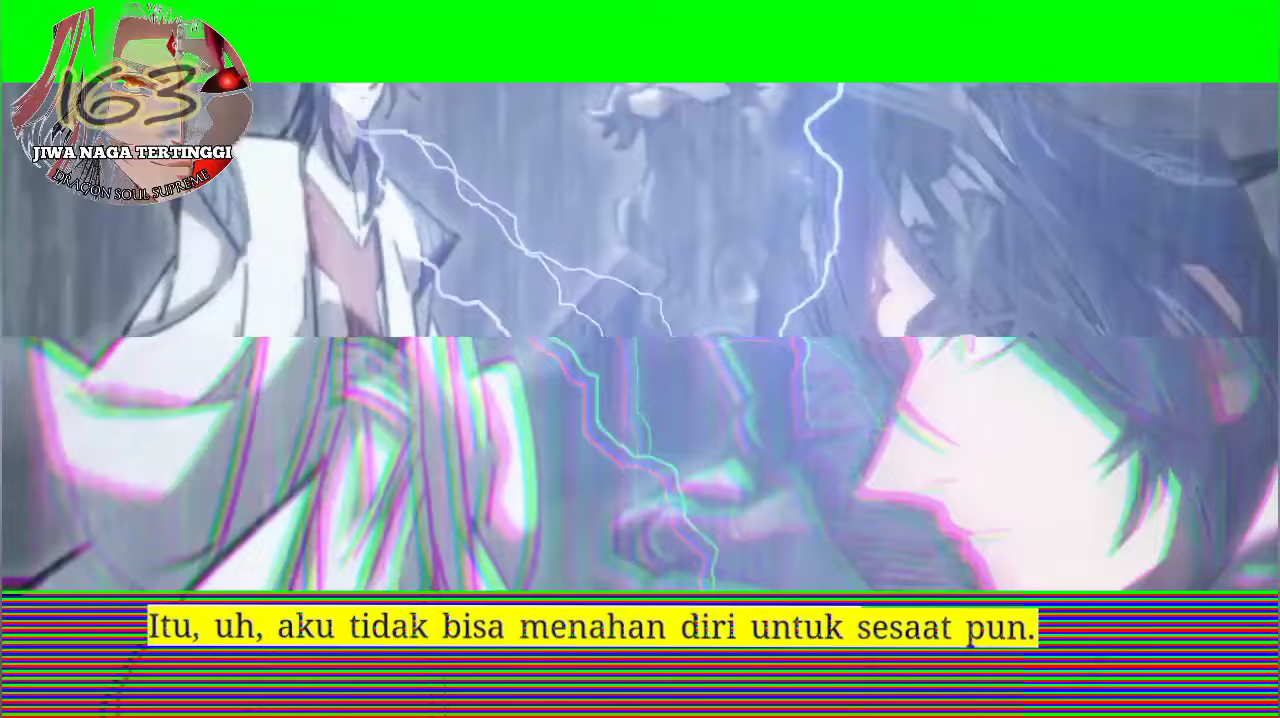 163
JIWA NAGA TERTINGGI
DRAGON SOUL SUPREME
Itu, uh, aku tidak bisa menahan diri untuk sesaat pun.